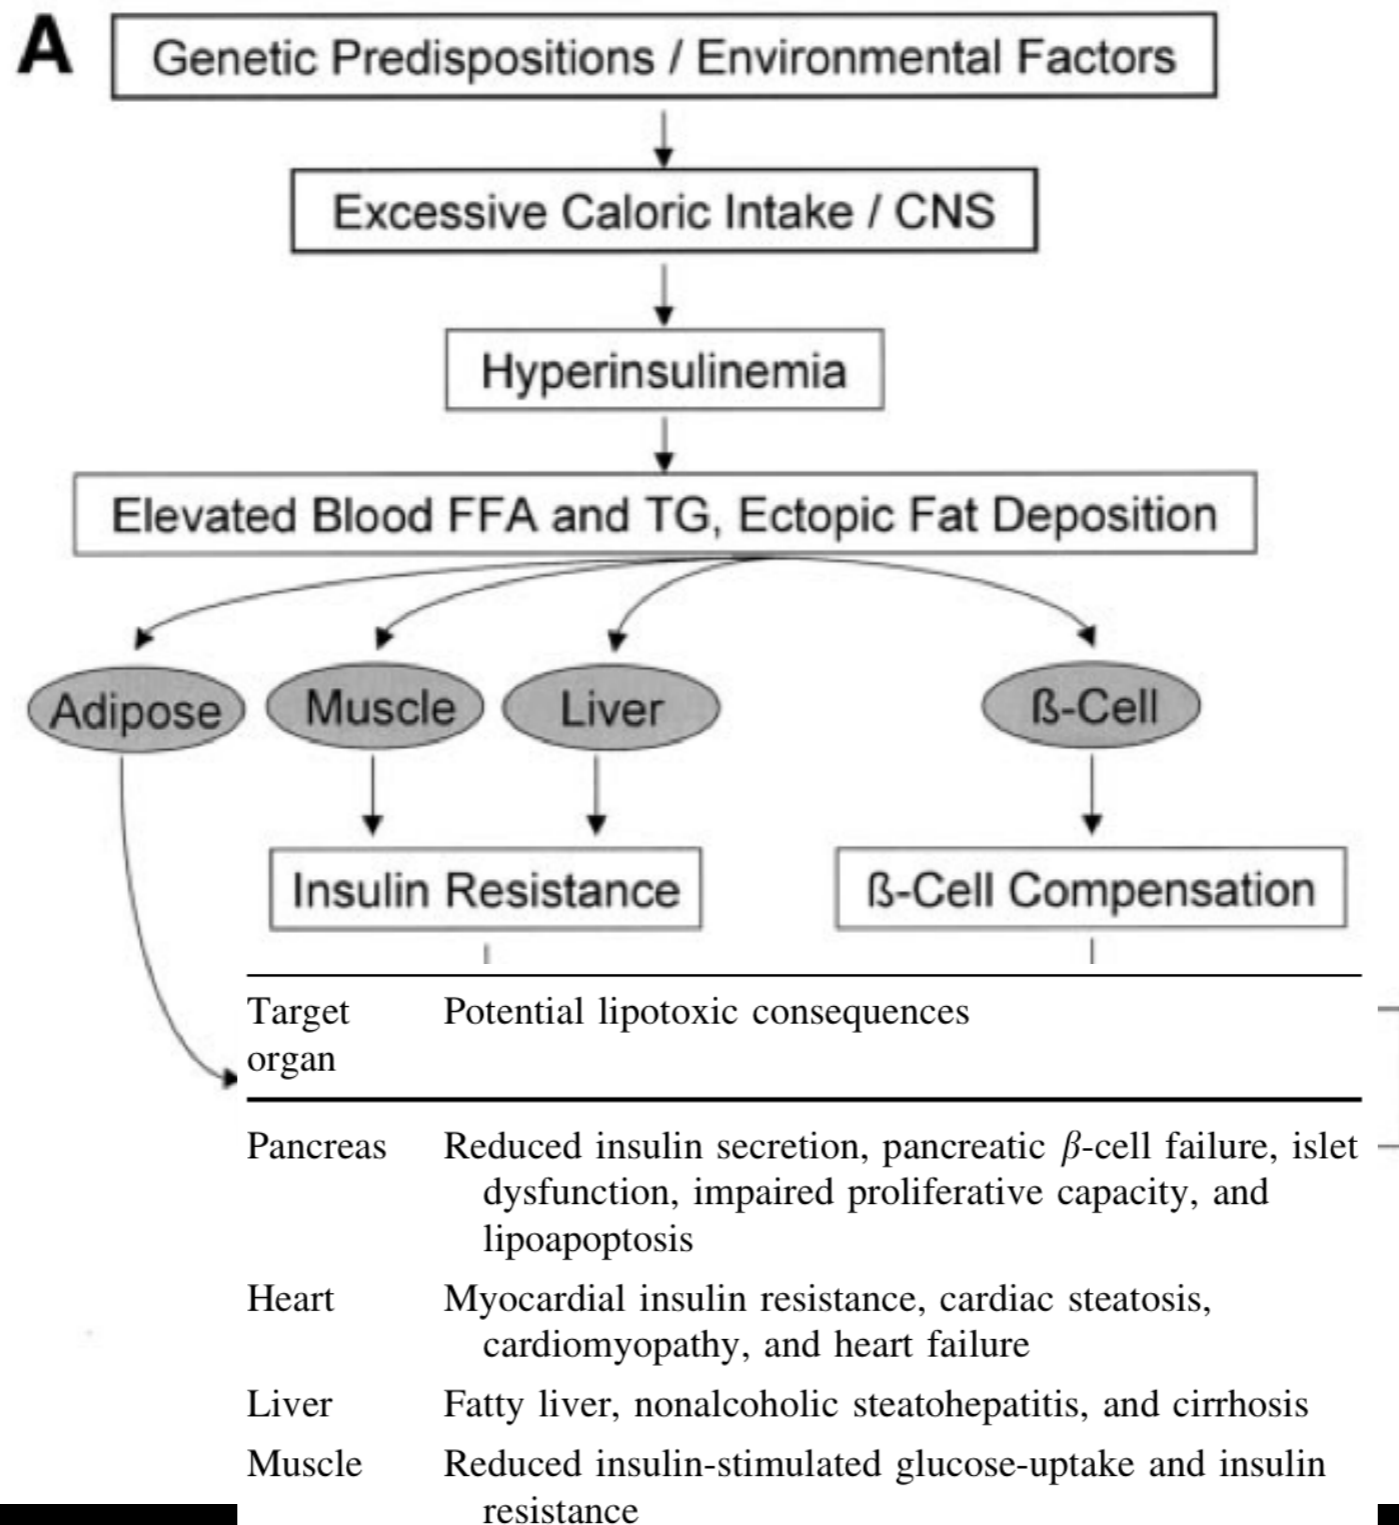 A
Genetic Predispositions / Environmental Factors
Excessive Caloric Intake / CNS
Hyperinsulinemia
Elevated Blood FFA and TG, Ectopic Fat Deposition
Adipose Muscle Liver ß-Cell
Insulin Resistance ß-Cell Compensation
Target Potential lipotoxic consequences
organ
Pancreas Reduced insulin secretion, pancreatic β-cell failure, islet
dysfunction, impaired proliferative capacity, and
lipoapoptosis
Heart Myocardial insulin resistance, cardiac steatosis,
cardiomyopathy, and heart failure
Liver Fatty liver, nonalcoholic steatohepatitis, and cirrhosis
Muscle Reduced insulin-stimulated glucose-uptake and insulin
resistance